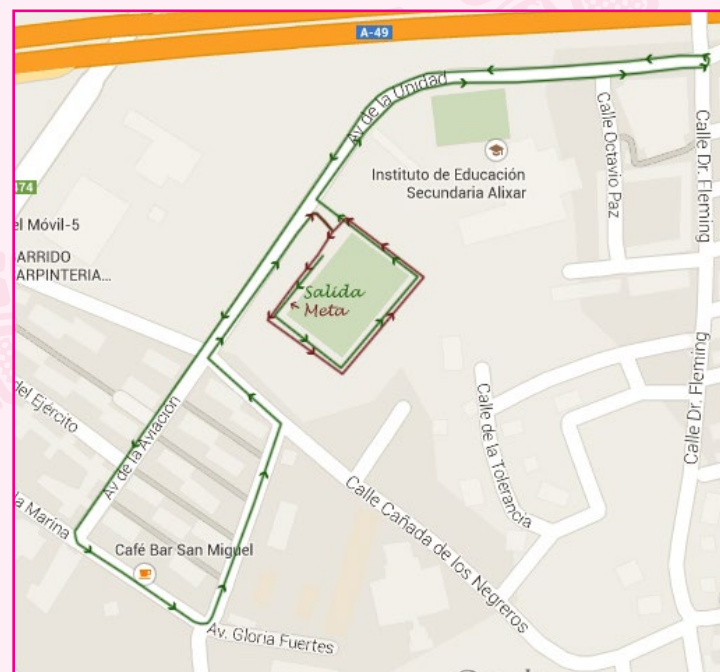 A-49
Av de la Unidad
Calle Octavio Paz
Calle Dr. Fleming
Instituto de Educación
Secundaria Alixar
474
el Móvil-5
ARRIDO
ARPINTERIA...
Salida
Meta
Calle Dr. Fleming
Calle de la Tolerancia
del Ejército
Av de la Aviación
la Marina
Café Bar San Miguel
Calle Cañada de los Negreros
Av. Gloria Fuertes